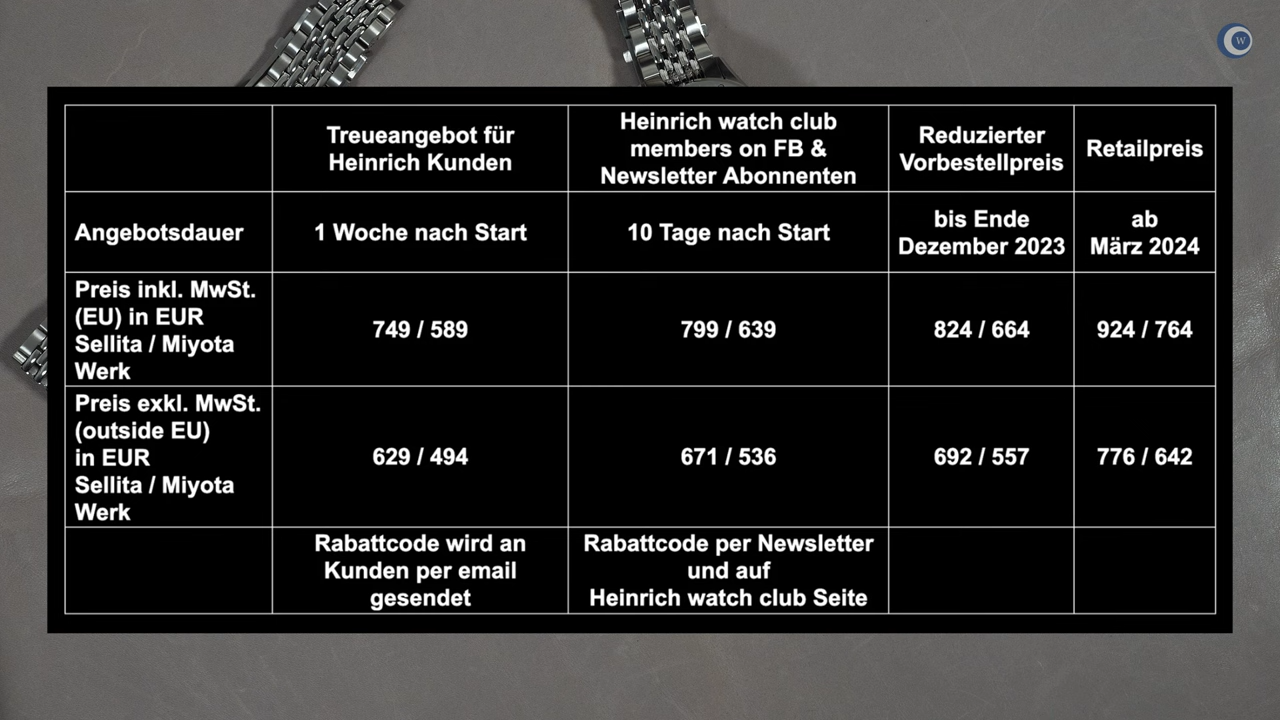 W
Treueangebot für
Heinrich Kunden
Heinrich watch club
members on FB &
Newsletter Abonnenten
Reduzierter
Vorbestellpreis
Retailpreis
Angebotsdauer
1 Woche nach Start
10 Tage nach Start
bis Ende
Dezember 2023
ab
März 2024
Preis inkl. MwSt.
(EU) in EUR
Sellita / Miyota
Werk
749 / 589
799 / 639
824 / 664
924 / 764
Preis exkl. MwSt.
(outside EU)
in EUR
Sellita / Miyota
Werk
629 / 494
671 / 536
692 / 557
776 / 642
Rabattcode wird an
Kunden per email
gesendet
Rabattcode per Newsletter
und auf
Heinrich watch club Seite